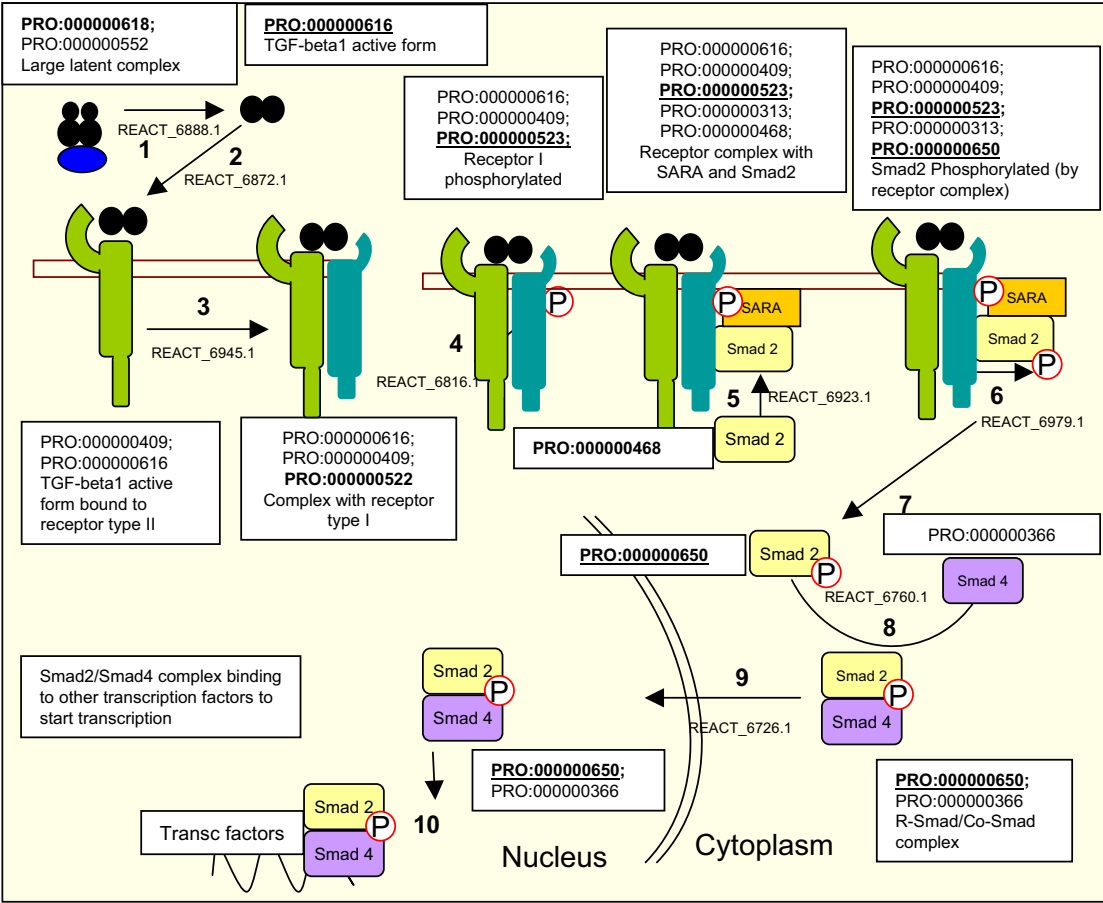 PRO:000000618;
PRO:000000552
Large latent complex
PRO:000000616
TGF-beta1 active form
REACT_6888.1
1
2
REACT_6872.1
PRO:000000616;
PRO:000000409;
PRO:000000523;
Receptor I
phosphorylated
PRO:000000616;
PRO:000000409;
PRO:000000523;
PRO:000000313;
PRO:000000468;
Receptor complex with
SARA and Smad2
PRO:000000616;
PRO:000000409;
PRO:000000523;
PRO:000000313;
PRO:000000650
Smad2 Phosphorylated (by
receptor complex)
3
REACT_6945.1
4
REACT_6816.1
P
P
SARA
Smad 2
5
REACT_6923.1
Smad 2
PRO:000000468
P
SARA
Smad 2
P
6
REACT_6979.1
PRO:000000409;
PRO:000000616
TGF-beta1 active
form bound to
receptor type II
PRO:000000616;
PRO:000000409;
PRO:000000522
Complex with receptor
type I
7
PRO:000000366
PRO:000000650
Smad 2
P
Smad 4
REACT_6760.1
8
Smad2/Smad4 complex binding
to other transcription factors to
start transcription
Smad 2
P
Smad 4
9
REACT_6726.1
Smad 2
P
Smad 4
PRO:000000650;
PRO:000000366
PRO:000000650;
PRO:000000366
R-Smad/Co-Smad
complex
10
Transc factors
Smad 2
P
Smad 4
Nucleus
Cytoplasm